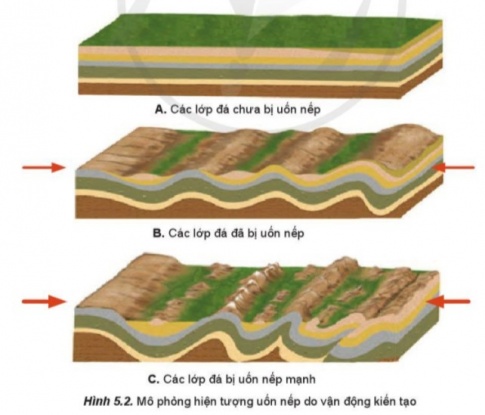 A. Các lớp đá chưa bị uốn nếp
B. Các lớp đá đã bị uốn nếp
C. Các lớp đá bị uốn nếp mạnh
Hình 5.2. Mô phỏng hiện tượng uốn nếp do vận động kiến tạo